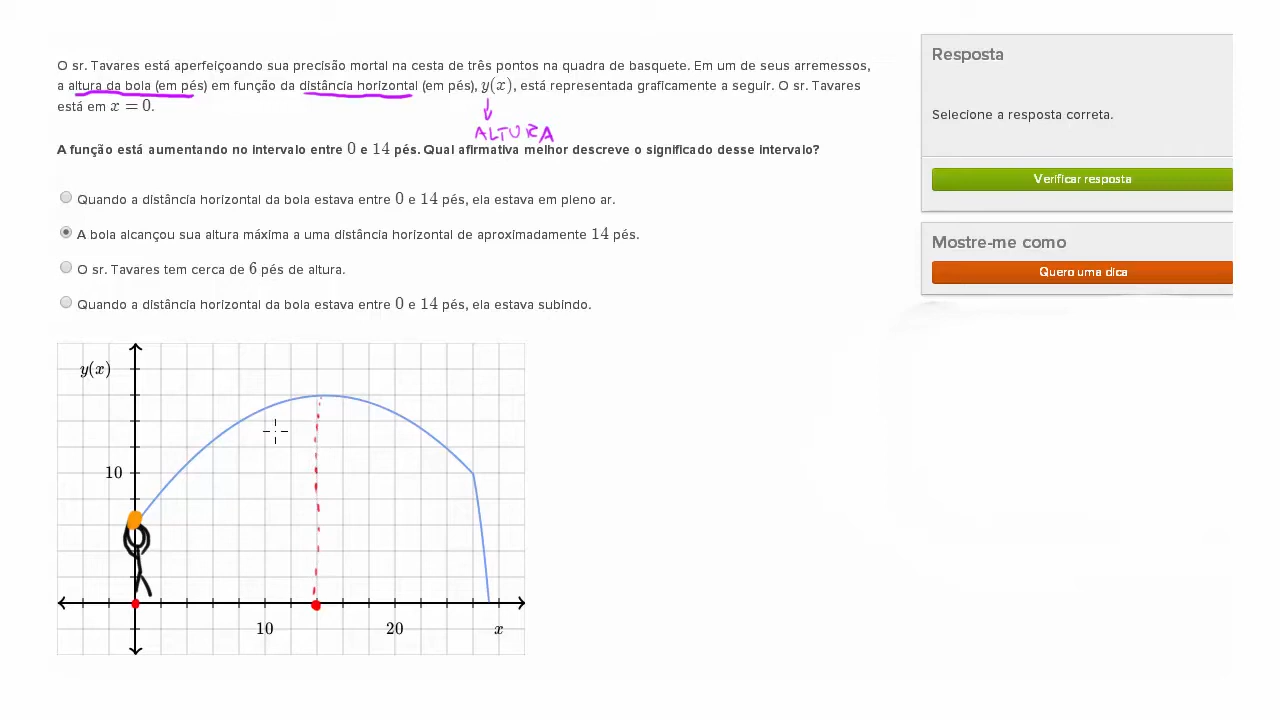 O sr. Tavares está aperfeiçoando sua precisão mortal na cesta de três pontos na quadra de basquete. Em um de seus arremessos,
a altura da bola (em pés) em função da distância horizontal (em pés), y(x), está representada graficamente a seguir. O sr. Tavares
está em x = 0.
ALTURA
A função está aumentando no intervalo entre 0 e 14 pés. Qual afirmativa melhor descreve o significado desse intervalo?
Quando a distância horizontal da bola estava entre 0 e 14 pés, ela estava em pleno ar.
A bola alcançou sua altura máxima a uma distância horizontal de aproximadamente 14 pés.
O sr. Tavares tem cerca de 6 pés de altura.
Quando a distância horizontal da bola estava entre 0 e 14 pés, ela estava subindo.
y(x)
10
10
20
x
Resposta
Selecione a resposta correta.
Verificar resposta
Mostre-me como
Quero uma dica